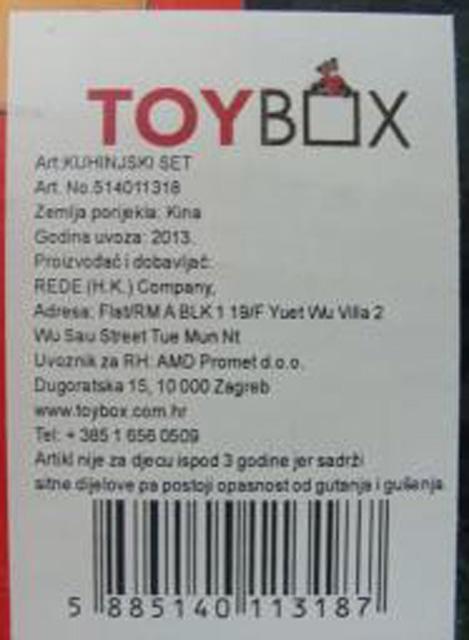 TOYBOX
Art:KUHINJSKI SET
Art. No.514011318
Zemlja porijekla: Kina
Godina uvoza: 2013.
Proizvođač i dobavljač:
REDE (H.K.) Company,
Adresa: Flat/RM A BLK 1 19/F Yuet Wu Villa 2
Wu Sau Street Tue Mun Nt
Uvoznik za RH: AMD Promet d.o.o.
Dugoratska 15, 10 000 Zagreb
www.toybox.com.hr
Tel: + 385 1 656 0509
Artikl nije za djecu ispod 3 godine jer sadrži
sitne dijelove pa postoji opasnost od gutanja i gušenja
5 885140 113187